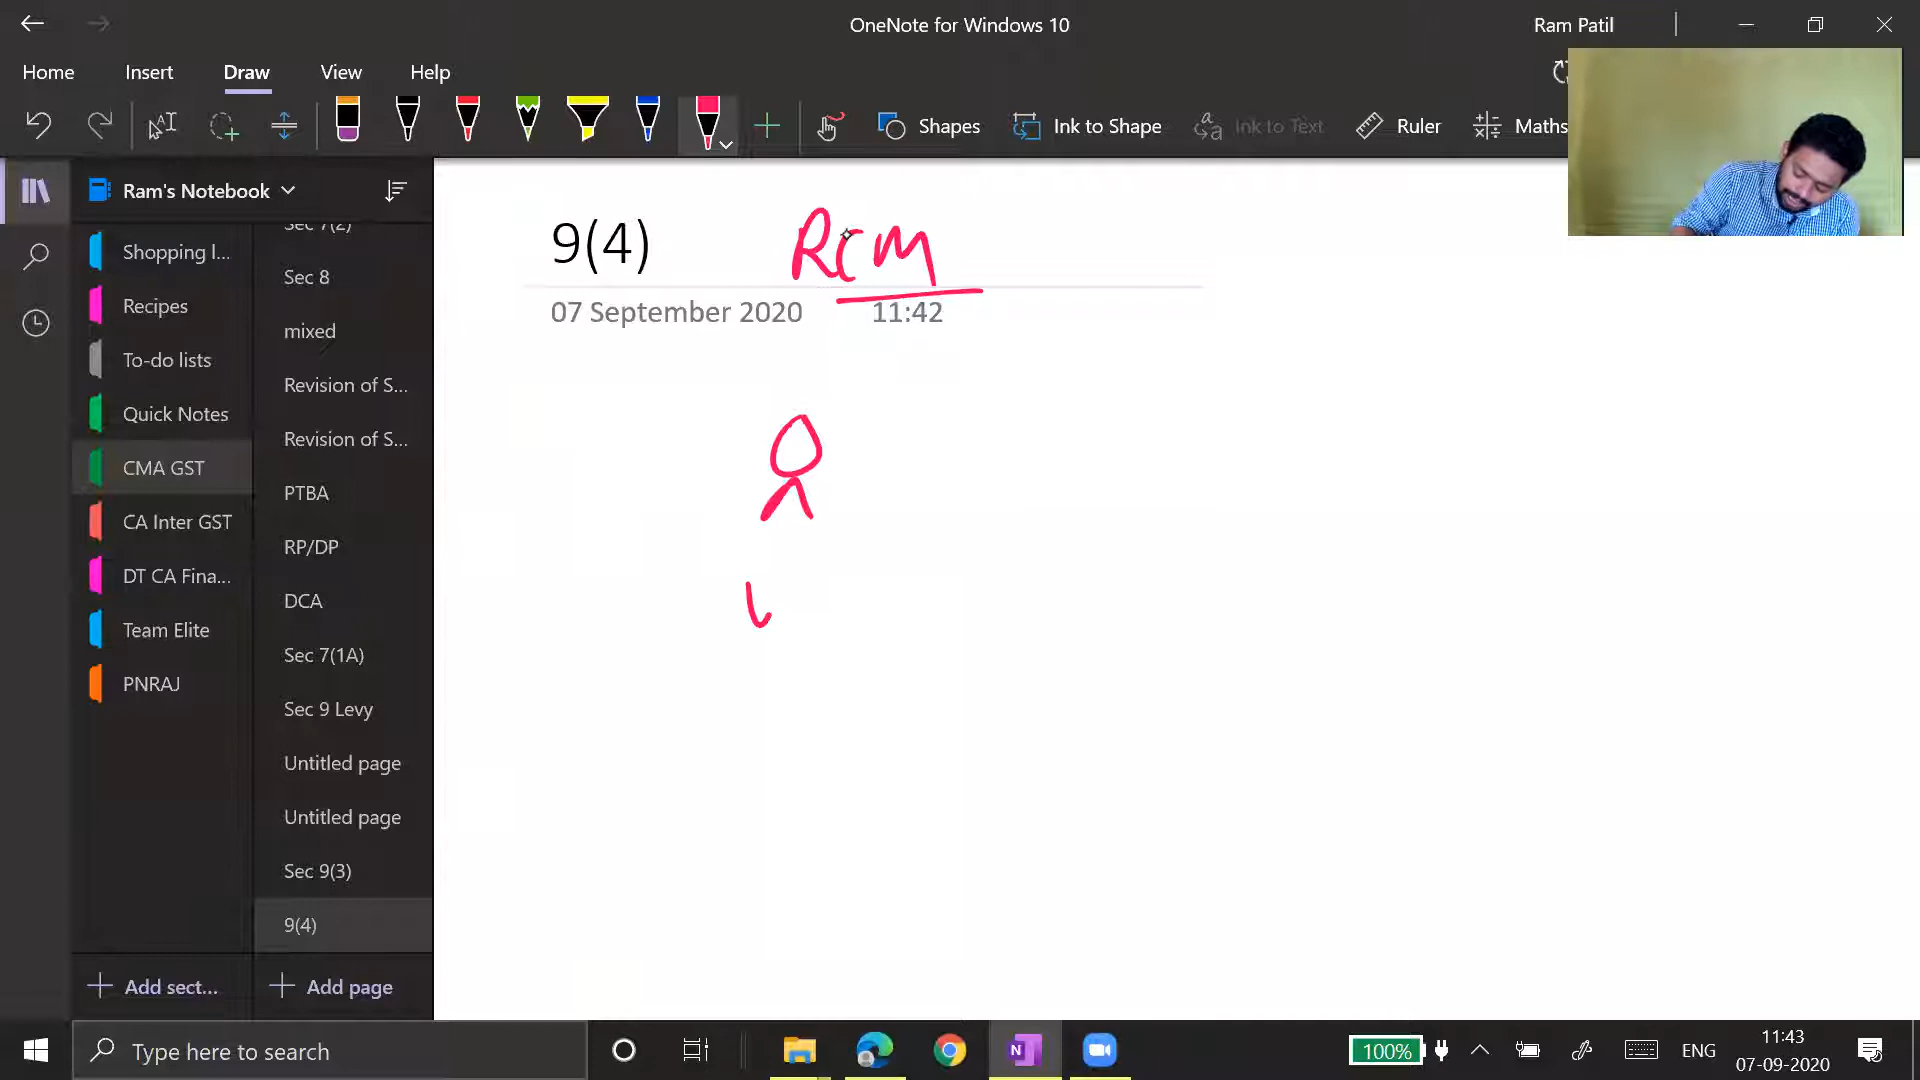 OneNote for Windows 10
Ram Patil
Home Insert Draw View Help
Shapes Ink to Shape Ink to Text Ruler Maths
Ram's Notebook
Shopping l...
Recipes
To-do lists
Quick Notes
CMA GST
CA Inter GST
DT CA Fina...
Team Elite
PNRAJ
Add sect...
Sec 7(2)
Sec 8
mixed
Revision of S...
Revision of S...
PTBA
RP/DP
DCA
Sec 7(1A)
Sec 9 Levy
Untitled page
Untitled page
Sec 9(3)
9(4)
Add page
9(4) RCM
07 September 2020 11:42
Type here to search
N
100%
ENG
11:43
07-09-2020